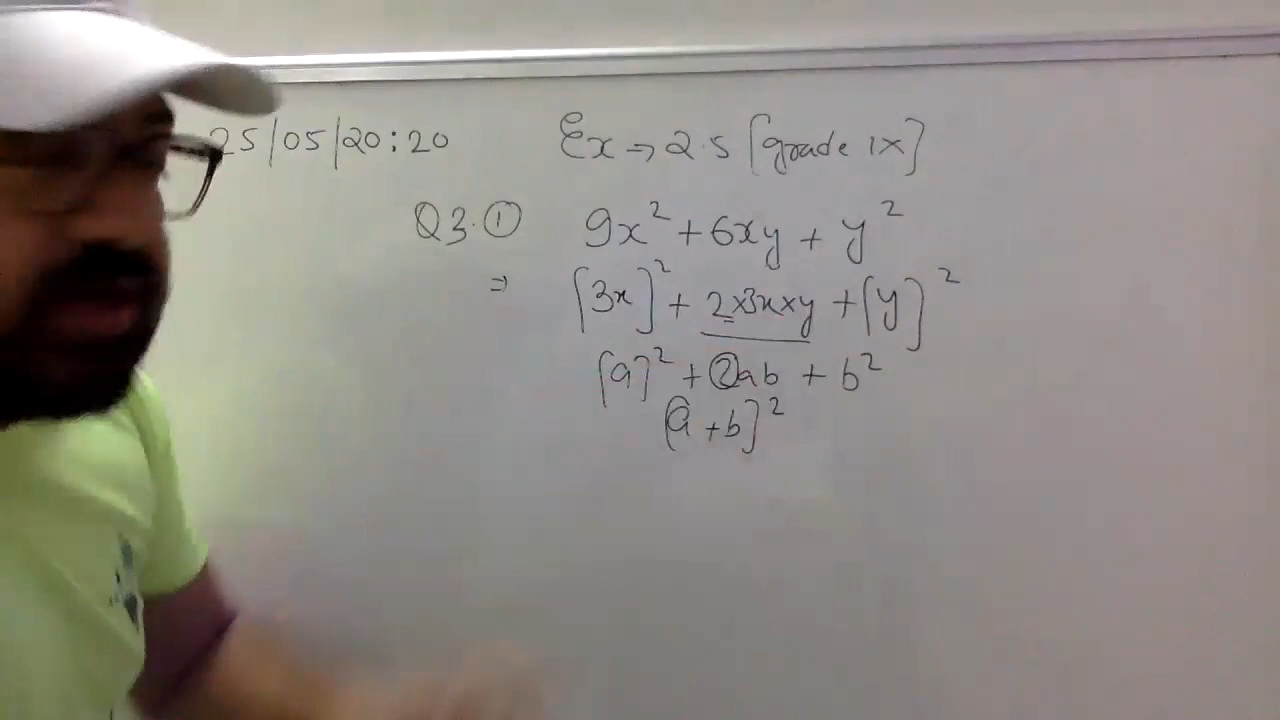 25/05/20:20 Ex → 2.5 [grade IX]
Q3. ① 9x² + 6xy + y²
⇒ [3x]² + 2×3x×y + [y]²
[a]² + ②ab + b²
[a + b]²